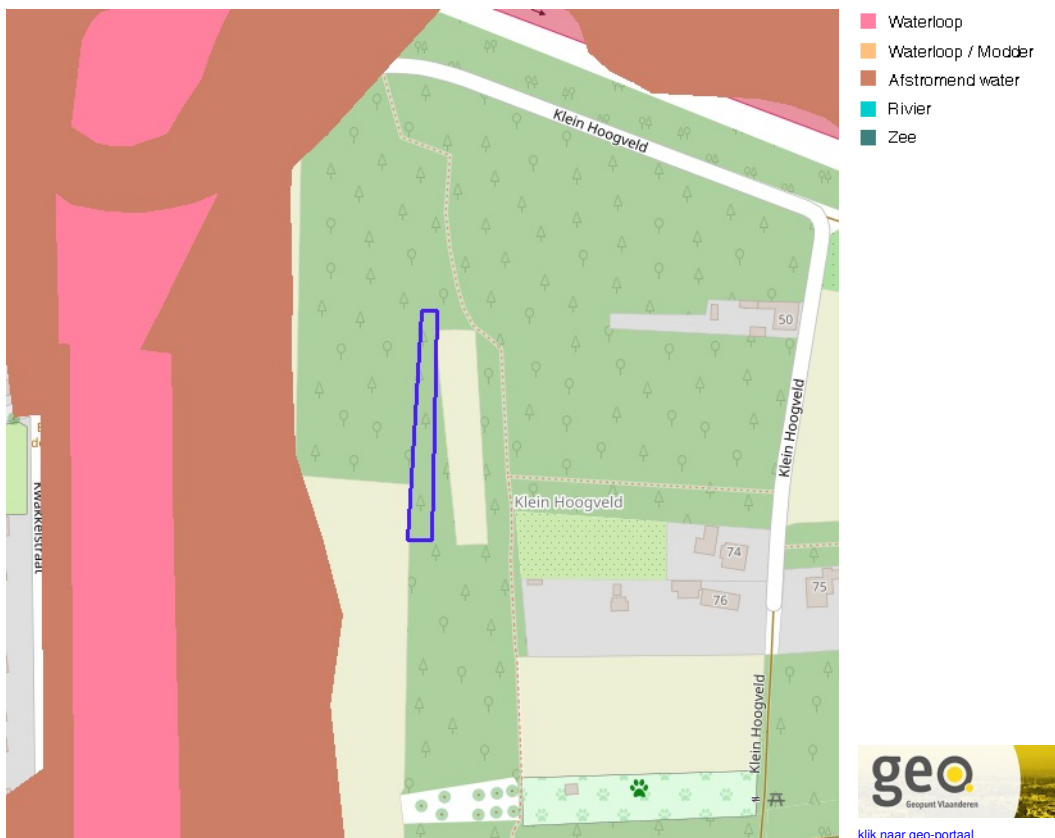 Waterloop
Waterloop / Modder
Afstromend water
Rivier
Zee
Klein Hoogveld
50
Klein Hoogveld
Klein Hoogveld
74
75
76
Kwakkelstraat
Klein Hoogveld
geo
Geopunt Vlaanderen
klik naar geo-portaal